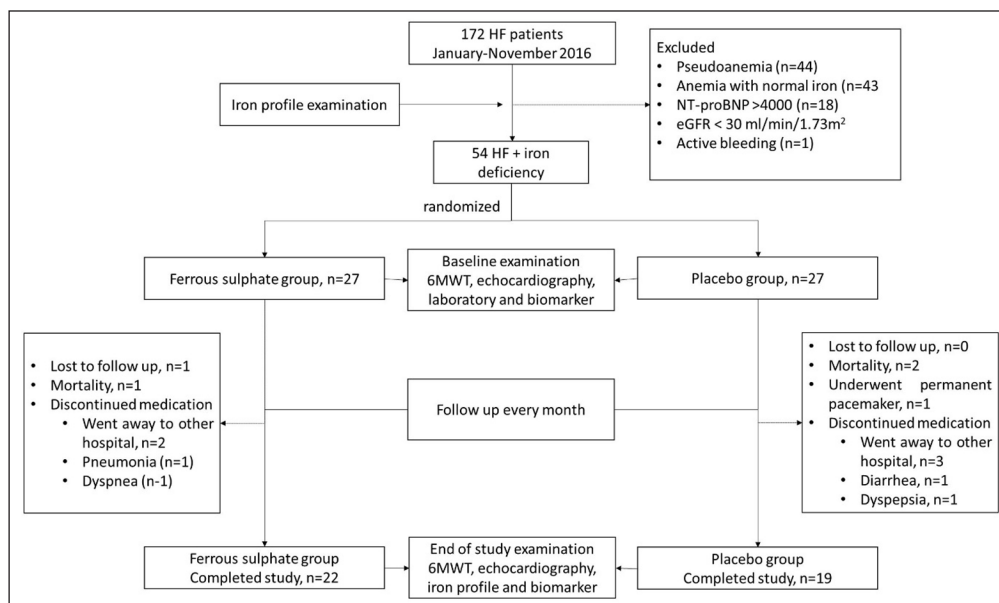 172 HF patients
January-November 2016
Excluded
• Pseudoanemia (n=44)
• Anemia with normal iron (n=43
• NT-proBNP >4000 (n=18)
• eGFR < 30 ml/min/1.73m²
• Active bleeding (n=1)
Iron profile examination
54 HF + iron
deficiency
randomized
Ferrous sulphate group, n=27
Baseline examination
6MWT, echocardiography,
laboratory and biomarker
Placebo group, n=27
• Lost to follow up, n=1
• Mortality, n=1
• Discontinued medication
• Went away to other
hospital, n=2
• Pneumonia (n=1)
• Dyspnea (n-1)
Follow up every month
• Lost to follow up, n=0
• Mortality, n=2
• Underwent permanent
pacemaker, n=1
• Discontinued medication
• Went away to other
hospital, n=3
• Diarrhea, n=1
• Dyspepsia, n=1
Ferrous sulphate group
Completed study, n=22
End of study examination
6MWT, echocardiography,
iron profile and biomarker
Placebo group
Completed study, n=19